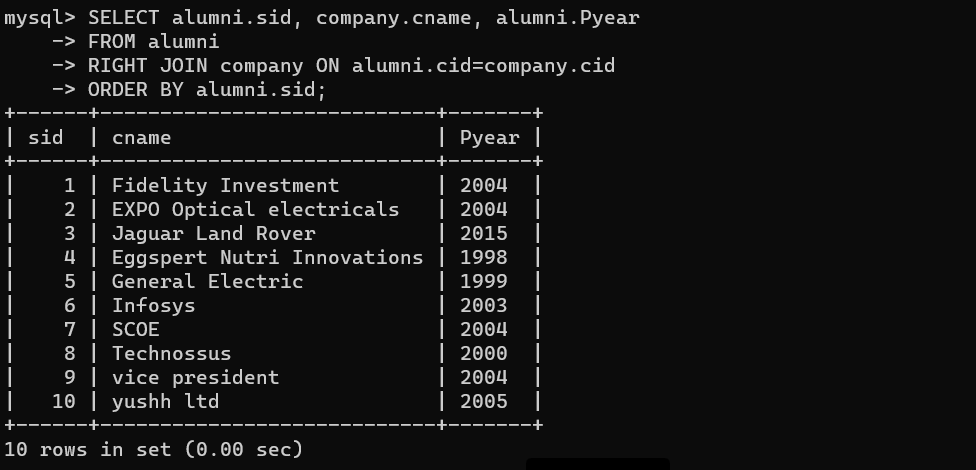 mysql> SELECT alumni.sid, company.cname, alumni.Pyear
    -> FROM alumni
    -> RIGHT JOIN company ON alumni.cid=company.cid
    -> ORDER BY alumni.sid;
+------+----------------------------+-------+
| sid  | cname                      | Pyear |
+------+----------------------------+-------+
|    1 | Fidelity Investment        | 2004  |
|    2 | EXPO Optical electricals   | 2004  |
|    3 | Jaguar Land Rover          | 2015  |
|    4 | Eggspert Nutri Innovations | 1998  |
|    5 | General Electric           | 1999  |
|    6 | Infosys                    | 2003  |
|    7 | SCOE                       | 2004  |
|    8 | Technossus                 | 2000  |
|    9 | vice president             | 2004  |
|   10 | yushh ltd                  | 2005  |
+------+----------------------------+-------+
10 rows in set (0.00 sec)